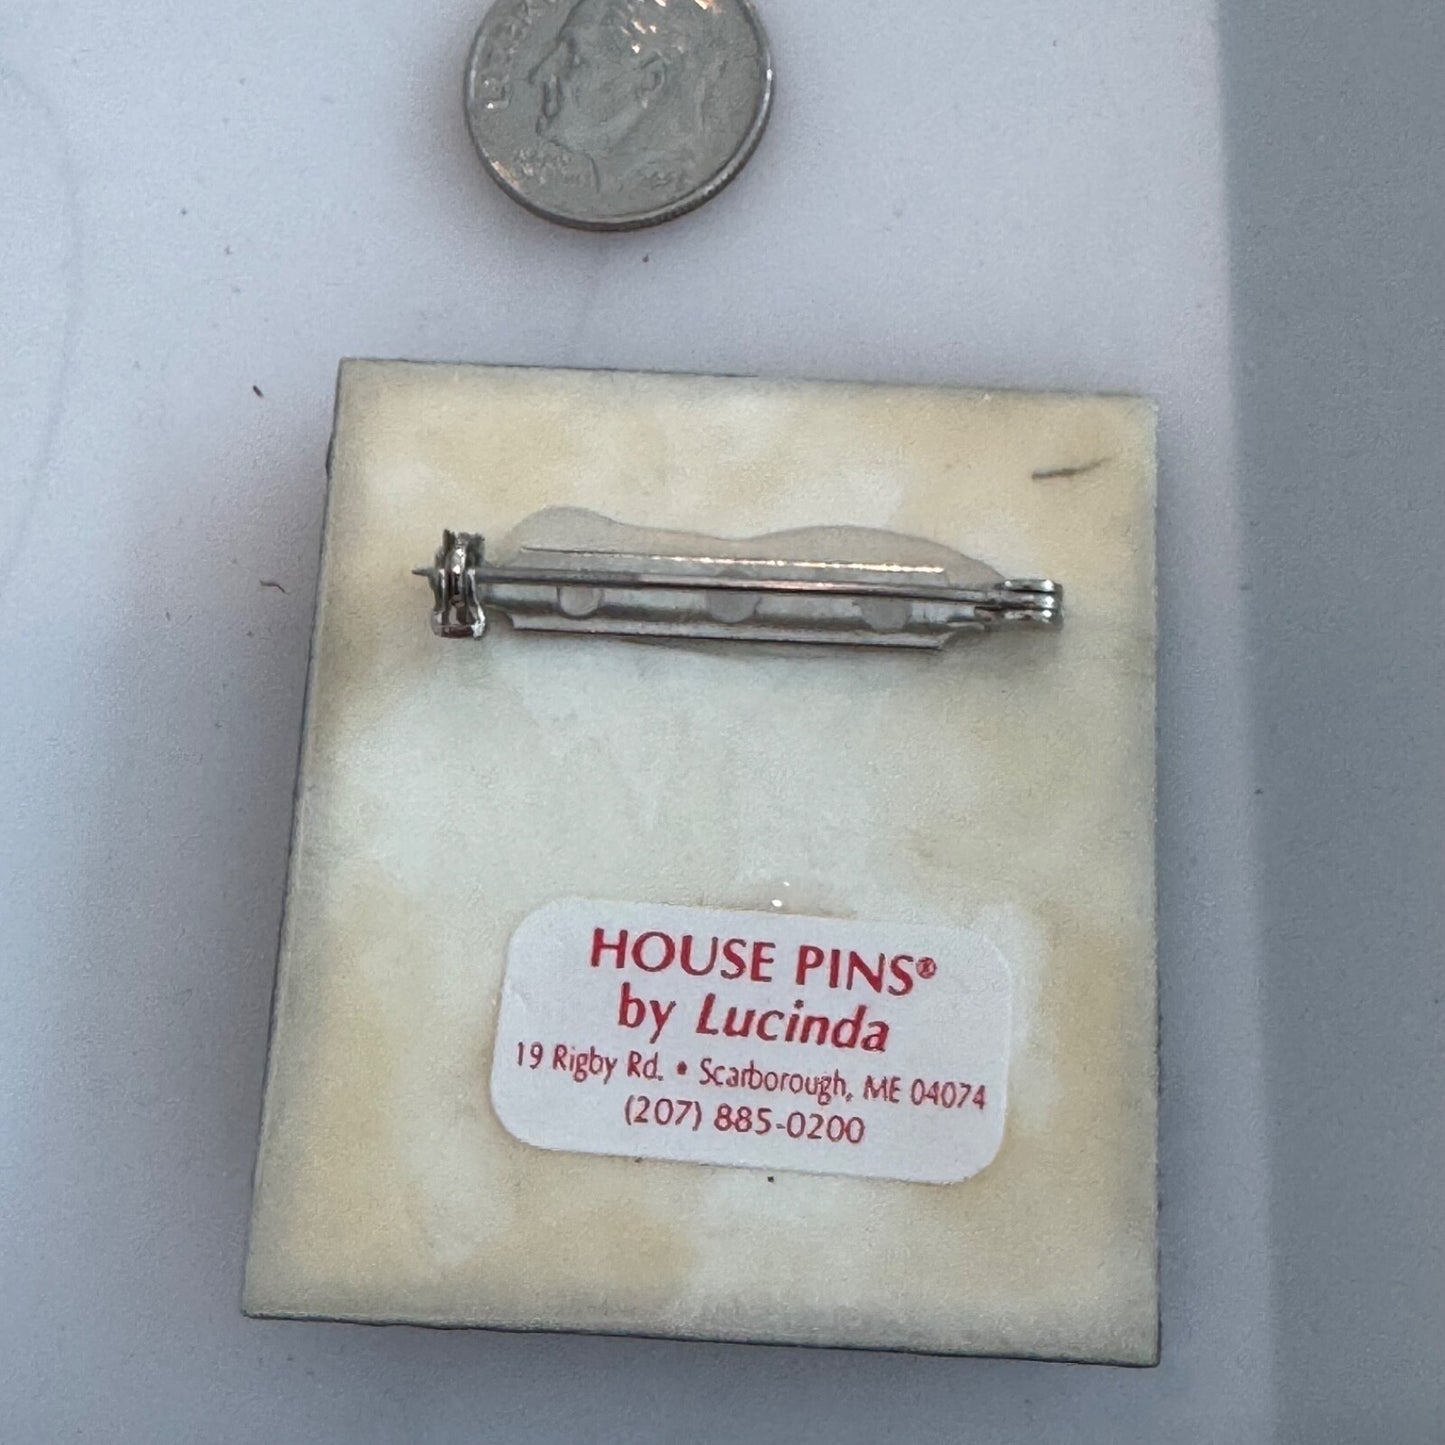 HOUSE PINS®
by Lucinda
19 Rigby Rd. • Scarborough, ME 04074
(207) 885-0200